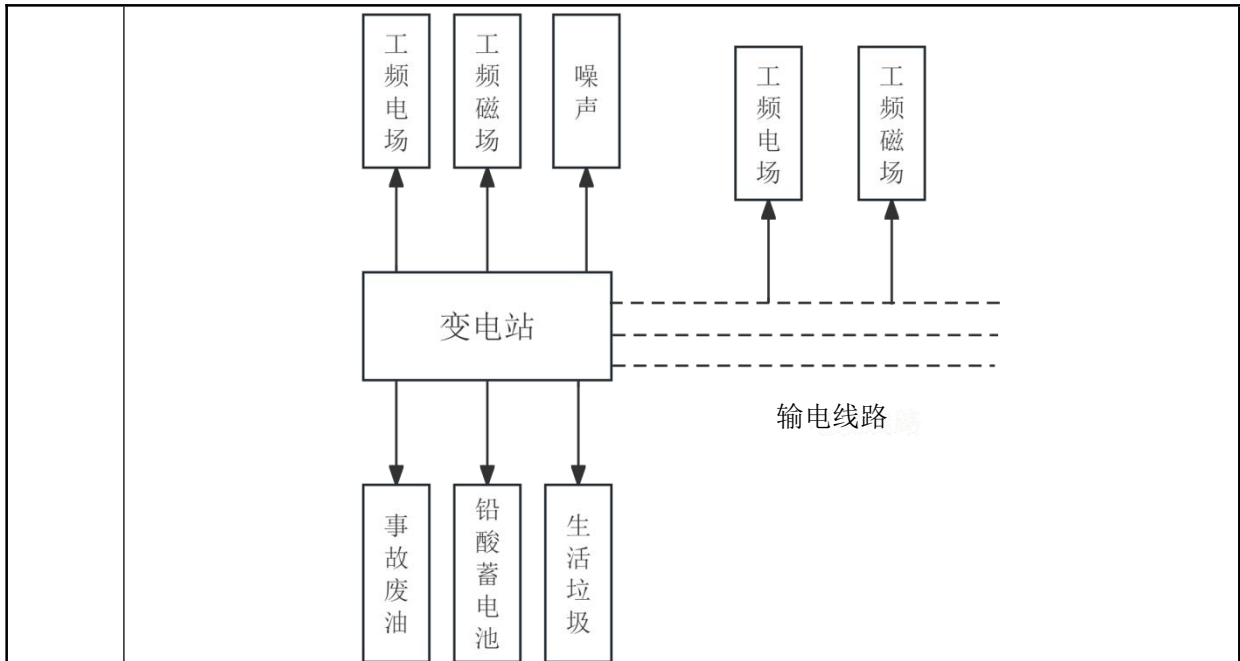 工频电场
工频磁场
噪声
工频电场
工频磁场
变电站
输电线路
事故废油
铅酸蓄电池
生活垃圾